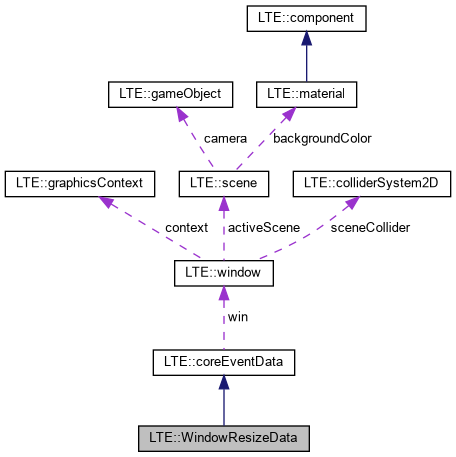 LTE::component
LTE::gameObject
LTE::material
camera
backgroundColor
LTE::graphicsContext
LTE::scene
LTE::colliderSystem2D
context
activeScene
sceneCollider
LTE::window
win
LTE::coreEventData
LTE::WindowResizeData